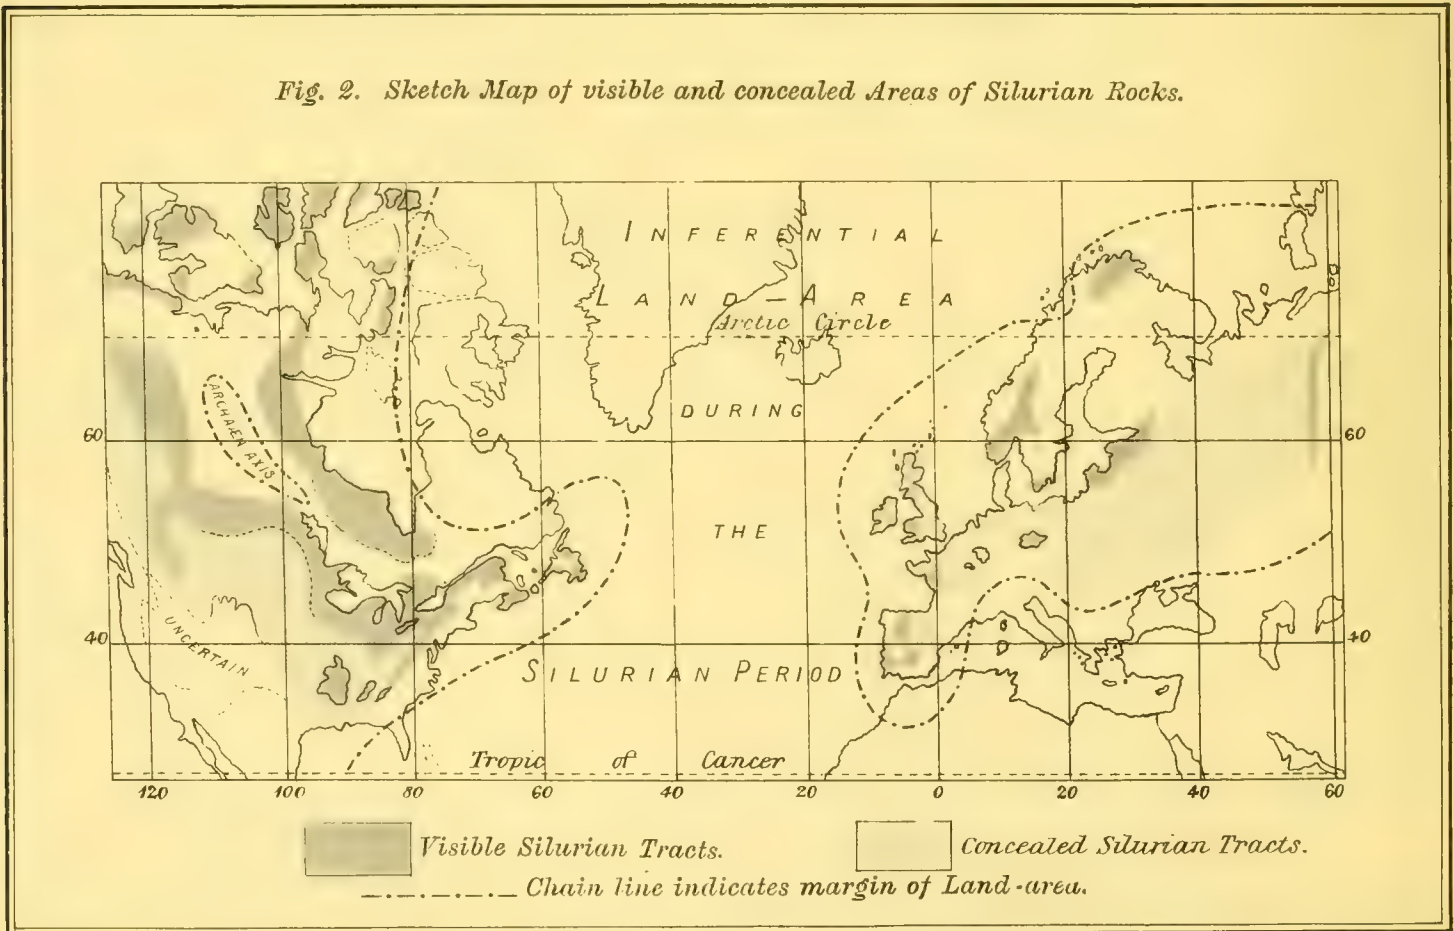 Fig. 2. Sketch Map of visible and concealed Areas of Silurian Rocks.
INFERENTIAL
LAND-AREA
Arctic Circle
DURING
60
60
ARCHAEN AXIS
THE
40
40
UNCERTAIN
SILURIAN PERIOD
Tropic of Cancer
120 100 80 60 40 20 0 20 40 60
Visible Silurian Tracts.
Concealed Silurian Tracts.
Chain line indicates margin of Land-area.